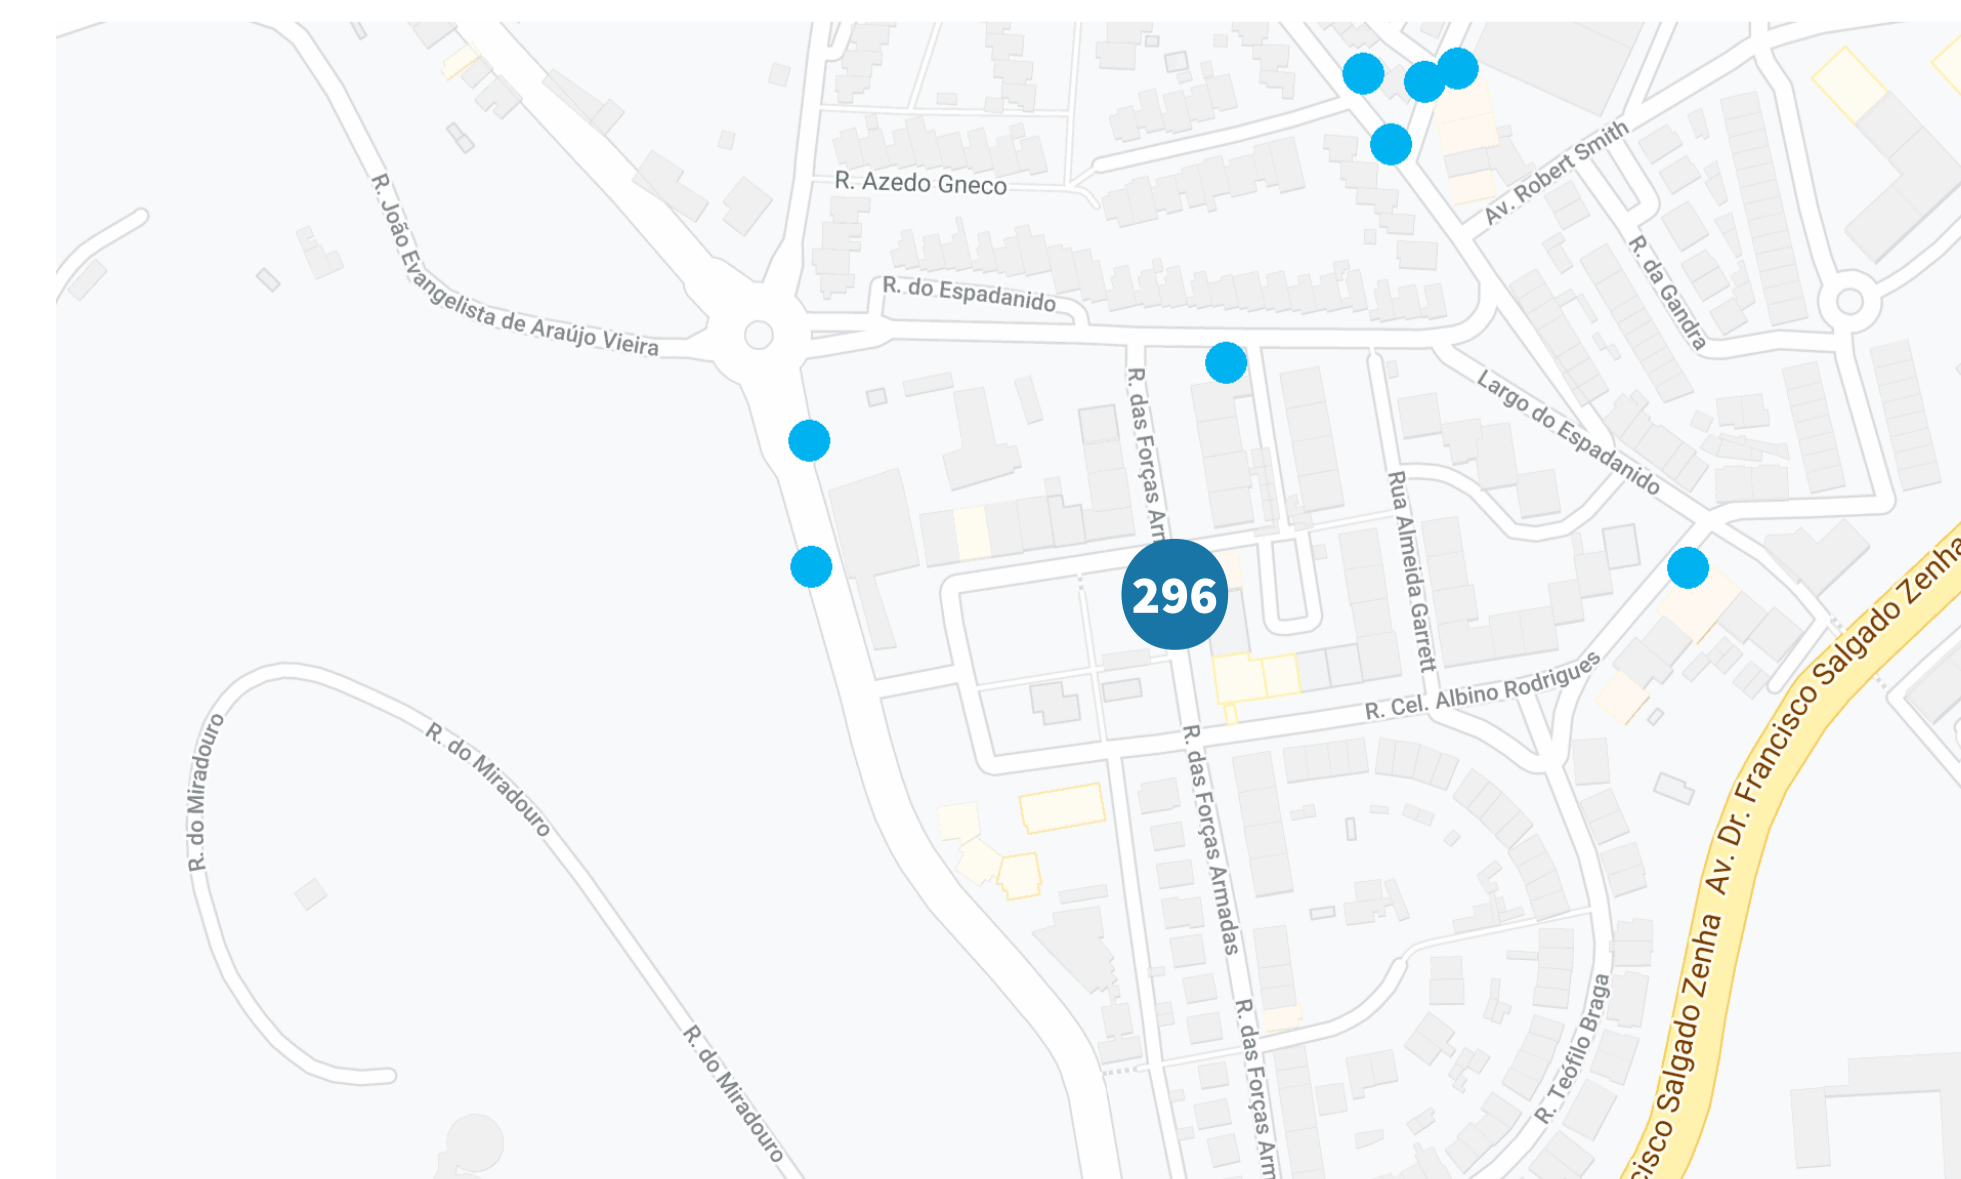 R. Azedo Gneco
Av. Robert Smith
R. João Evangelista de Araújo Vieira
R. do Espadanido
R. da Gandra
Largo do Espadanido
R. das Forças Arm
Rua Almeida Garrett
296
Av. Dr. Francisco Salgado Zenha
R. Cel. Albino Rodrigues
R. do Miradouro
R. do Miradouro
R. das Forças Armadas
cisco Salgado Zenha
R. Teófilo Braga
R. das Forças Arm
R. do Miradouro